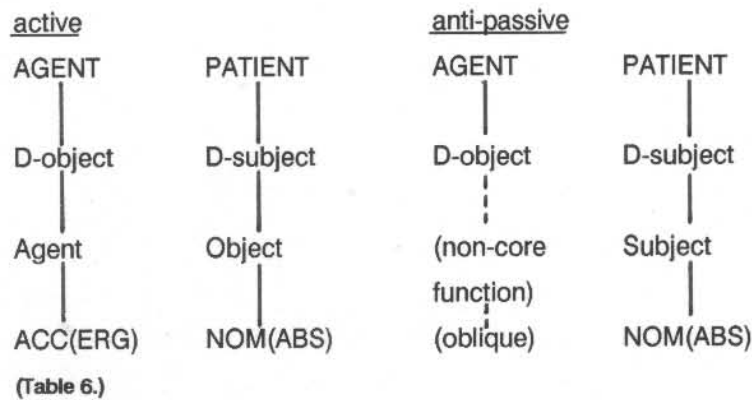 active anti-passive
AGENT PATIENT AGENT PATIENT
D-object D-subject D-object D-subject
Agent Object (non-core Subject
function)
ACC(ERG) NOM(ABS) (oblique) NOM(ABS)
(Table 6.)